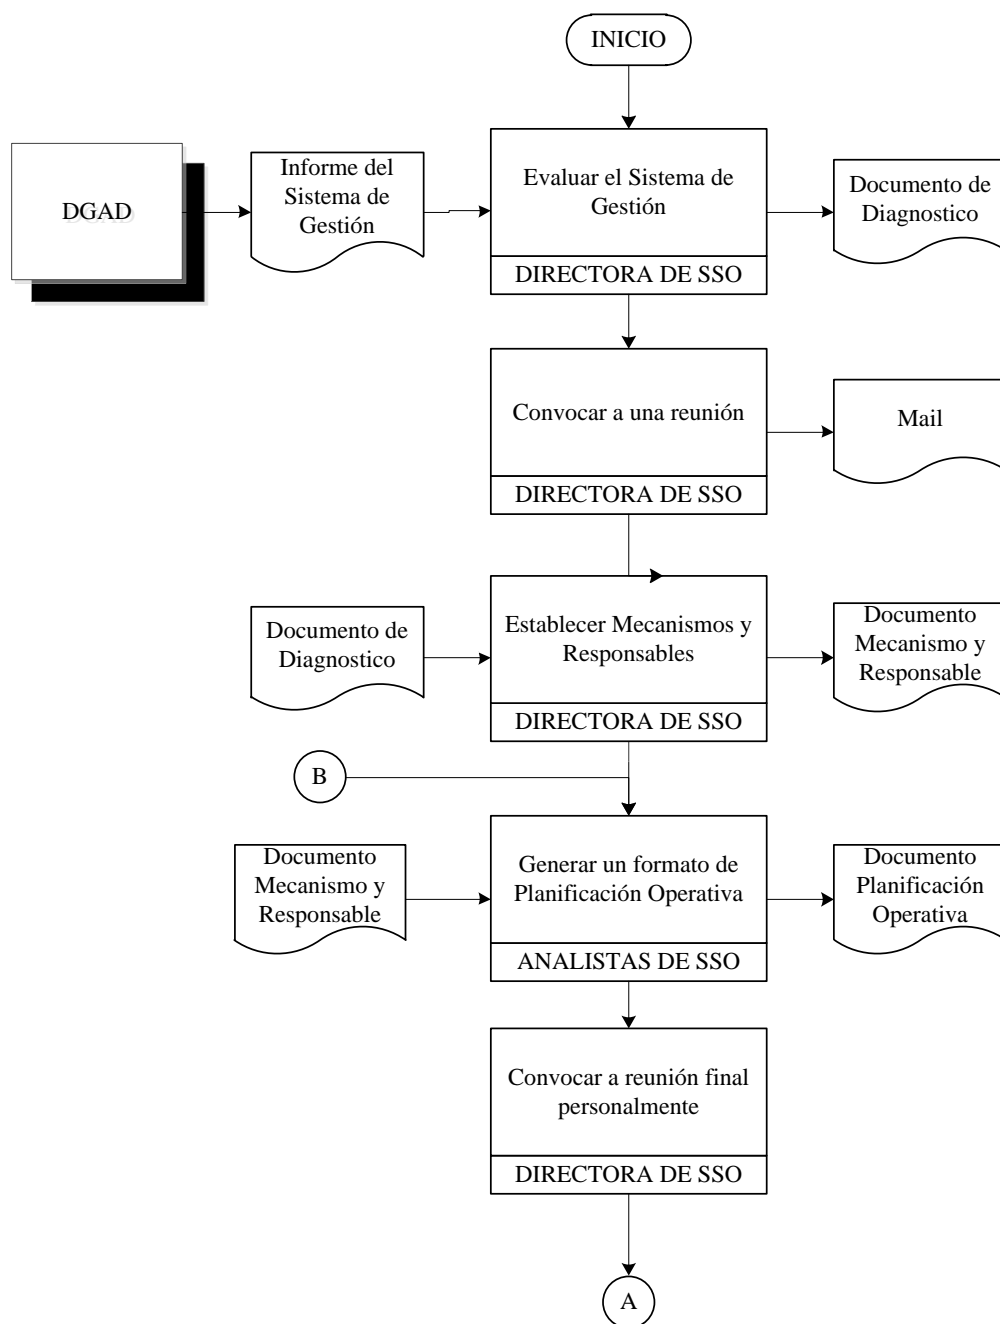 INICIO
DGAD
Informe del
Sistema de
Gestión
Evaluar el Sistema de
Gestión
DIRECTORA DE SSO
Documento de
Diagnostico
Convocar a una reunión
DIRECTORA DE SSO
Mail
Documento de
Diagnostico
Establecer Mecanismos y
Responsables
DIRECTORA DE SSO
Documento
Mecanismo y
Responsable
B
Documento
Mecanismo y
Responsable
Generar un formato de
Planificación Operativa
ANALISTAS DE SSO
Documento
Planificación
Operativa
Convocar a reunión final
personalmente
DIRECTORA DE SSO
A